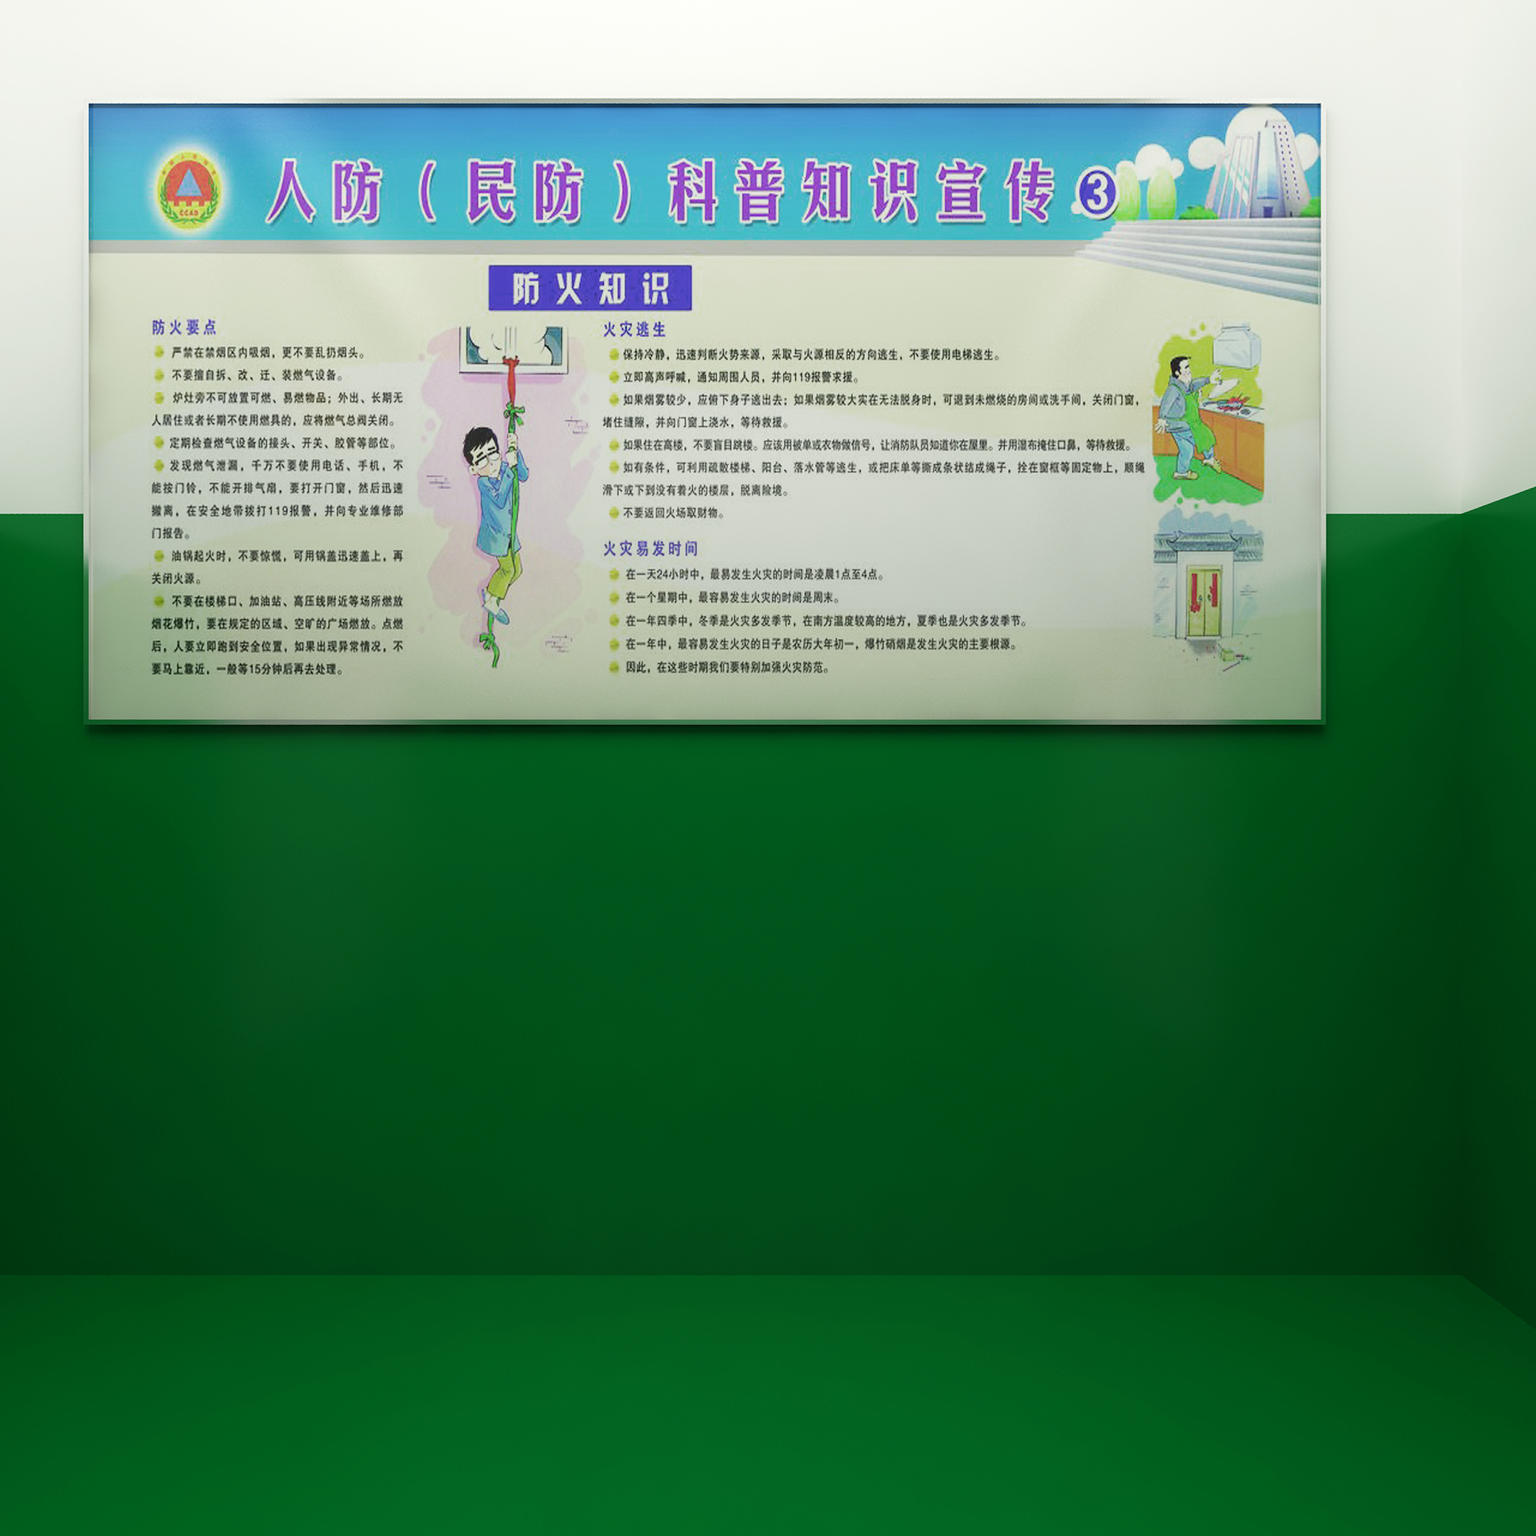 人防（民防）科普知识宣传③
CCAD
防火知识
防火要点
严禁在禁烟区内吸烟，更不要乱扔烟头。
不要擅自拆、改、迁、装燃气设备。
炉灶旁不可放置可燃、易燃物品；外出、长期无
人居住或者长期不使用燃具的，应将燃气总阀关闭。
定期检查燃气设备的接头、开关、胶管等部位。
发现燃气泄漏，千万不要使用电话、手机，不
能按门铃，不能开排气扇，要打开门窗，然后迅速
撤离，在安全地带拨打119报警，并向专业维修部
门报告。
油锅起火时，不要惊慌，可用锅盖迅速盖上，再
关闭火源。
不要在楼梯口、加油站、高压线附近等场所燃放
烟花爆竹，要在规定的区域、空旷的广场燃放。点燃
后，人要立即跑到安全位置，如果出现异常情况，不
要马上靠近，一般等15分钟后再去处理。
火灾逃生
保持冷静，迅速判断火势来源，采取与火源相反的方向逃生，不要使用电梯逃生。
立即高声呼喊，通知周围人员，并向119报警求援。
如果烟雾较少，应俯下身子逃出去；如果烟雾较大实在无法脱身时，可退到未燃烧的房间或洗手间，关闭门窗，
堵住缝隙，并向门窗上浇水，等待救援。
如果住在高楼，不要盲目跳楼。应该用被单或衣物做信号，让消防队员知道你在屋里。并用湿布掩住口鼻，等待救援。
如有条件，可利用疏散楼梯、阳台、落水管等逃生，或把床单等撕成条状结成绳子，拴在窗框等固定物上，顺绳
滑下或下到没有着火的楼层，脱离险境。
不要返回火场取财物。
火灾易发时间
在一天24小时中，最易发生火灾的时间是凌晨1点至4点。
在一个星期中，最容易发生火灾的时间是周末。
在一年四季中，冬季是火灾多发季节，在南方温度较高的地方，夏季也是火灾多发季节。
在一年中，最容易发生火灾的日子是农历大年初一，爆竹硝烟是发生火灾的主要根源。
因此，在这些时期我们要特别加强火灾防范。